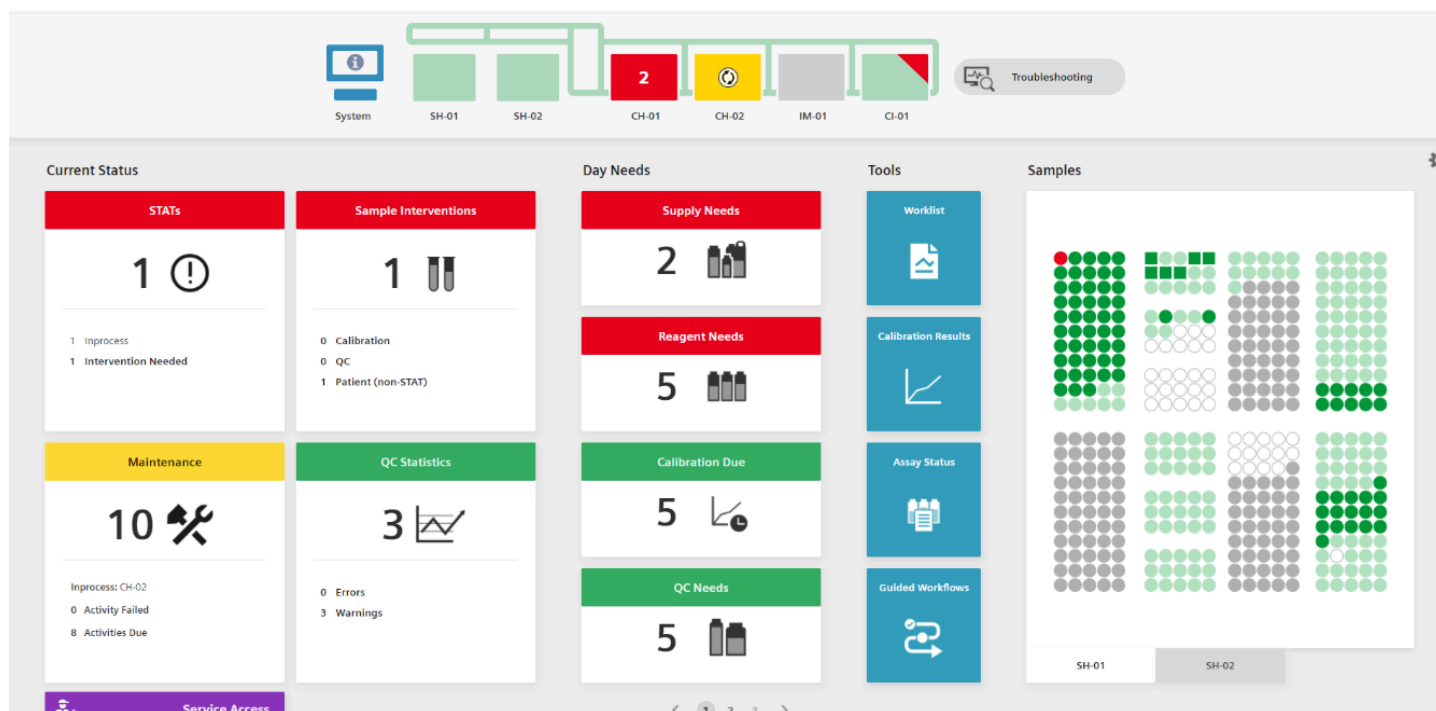 2
Troubleshooting
System
SH-01
SH-02
CH-01
CH-02
IM-01
CI-01
Current Status
Day Needs
Tools
Samples
STATs
1
1 Inprocess
1 Intervention Needed
Sample Interventions
1
0 Calibration
0 QC
1 Patient (non-STAT)
Maintenance
10
Inprocess: CH-02
0 Activity Failed
8 Activities Due
QC Statistics
3
0 Errors
3 Warnings
Service Access
Supply Needs
2
Reagent Needs
5
Calibration Due
5
QC Needs
5
1 2 3
Worklist
Calibration Results
Assay Status
Guided Workflows
SH-01
SH-02